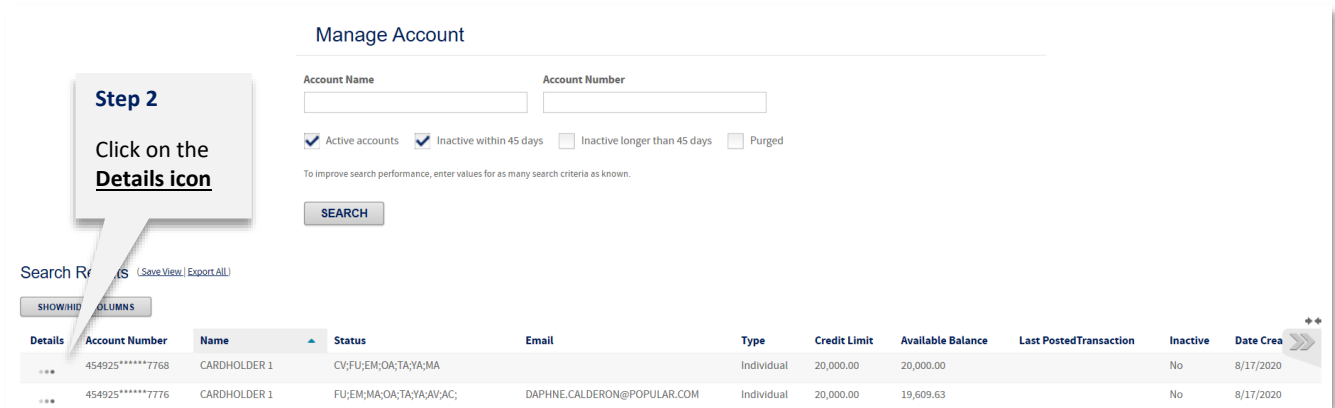 Manage Account
Step 2
Click on the
Details icon
Account Name Account Number
Active accounts Inactive within 45 days Inactive longer than 45 days Purged
To improve search performance, enter values for as many search criteria as known.
SEARCH
Search (Save View | Export All)
Details Account Number Name Status Email Type Credit Limit Available Balance Last PostedTransaction Inactive Date Crea
454925******7768 CARDHOLDER 1 CV;FU;EM;OA;TA;YA;MA Individual 20,000.00 20,000.00 No 8/17/2020
454925******7776 CARDHOLDER 1 FU;EM;MA;OA;TA;YA;AV;AC; DAPHNE.CALDERON@POPULAR.COM Individual 20,000.00 19,609.63 No 8/17/2020